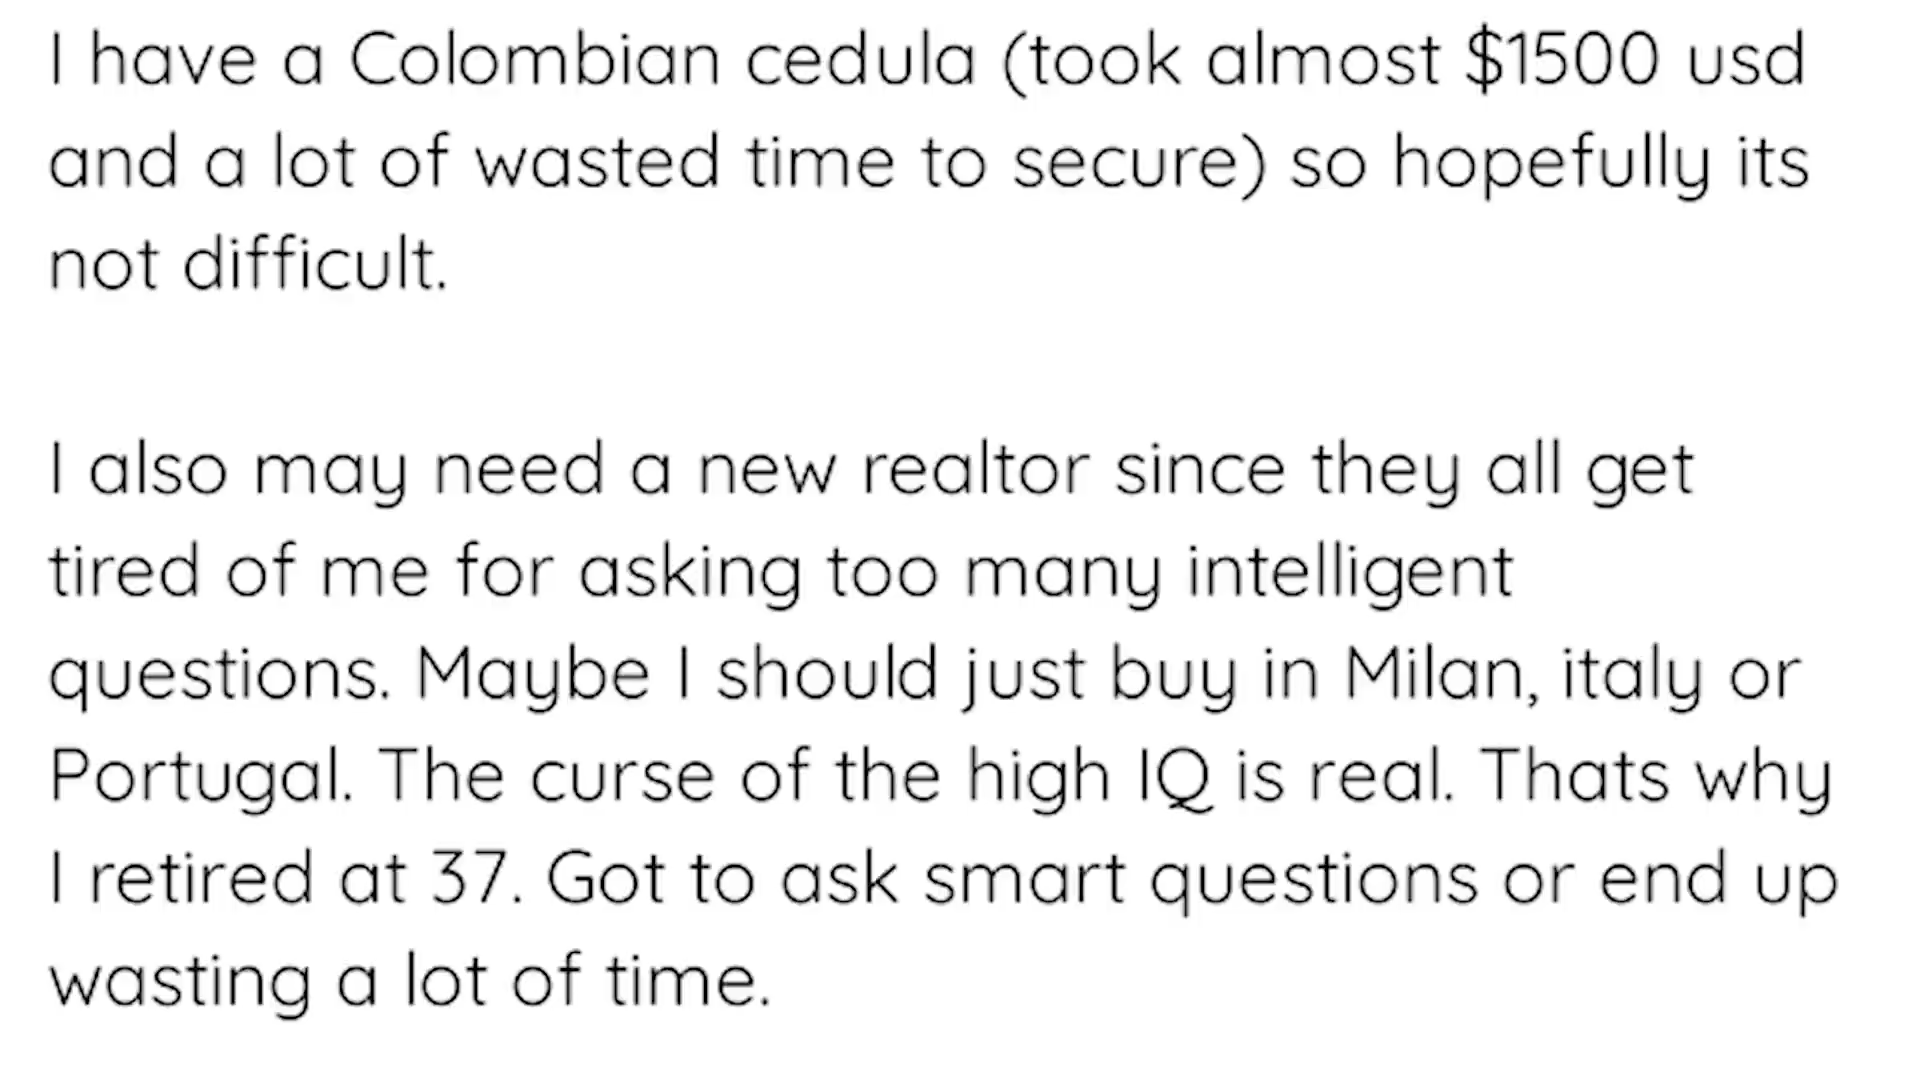 I have a Colombian cedula (took almost $1500 usd
and a lot of wasted time to secure) so hopefully its
not difficult.
I also may need a new realtor since they all get
tired of me for asking too many intelligent
questions. Maybe I should just buy in Milan, italy or
Portugal. The curse of the high IQ is real. Thats why
I retired at 37. Got to ask smart questions or end up
wasting a lot of time.